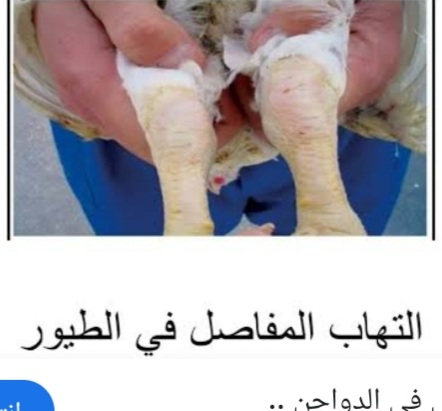 التهاب المفاصل في الطيور
في الدواجن ..